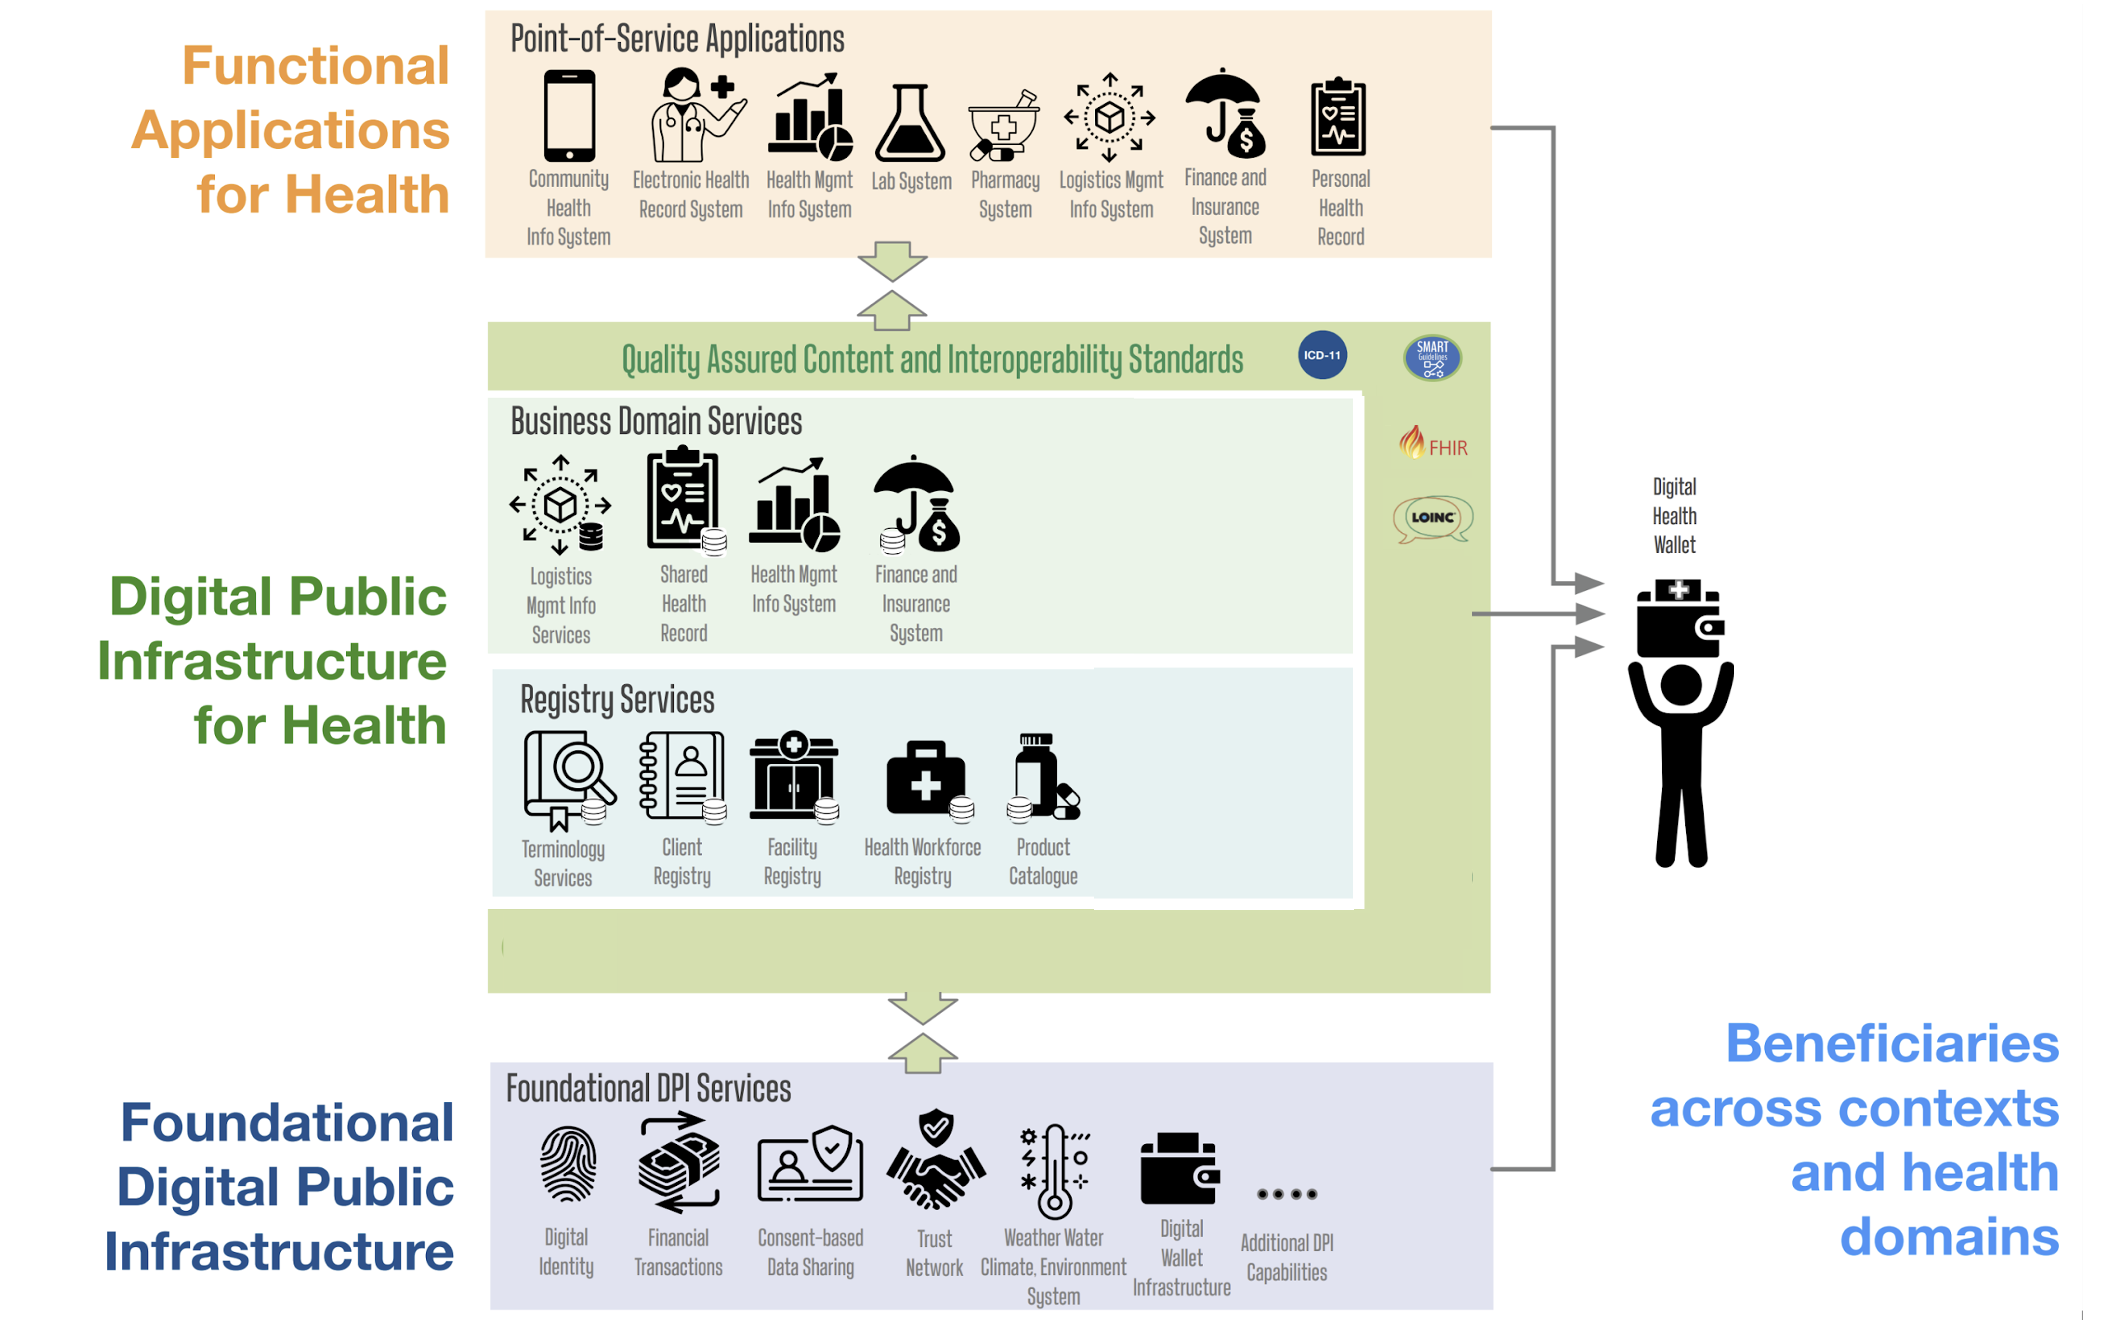 Functional
Applications
for Health
Point-of-Service Applications
Community
Health
Info System
Electronic Health
Record System
Health Mgmt
Info System
Lab System
Pharmacy
System
Logistics Mgmt
Info System
Finance and
Insurance
System
Personal
Health
Record
Digital Public
Infrastructure
for Health
Quality Assured Content and Interoperability Standards
ICD-11
SMART
Guidelines
FHIR
LOINC
Business Domain Services
Logistics
Mgmt Info
Services
Shared
Health
Record
Health Mgmt
Info System
Finance and
Insurance
System
Registry Services
Terminology
Services
Client
Registry
Facility
Registry
Health Workforce
Registry
Product
Catalogue
Digital
Health
Wallet
Foundational
Digital Public
Infrastructure
Foundational DPI Services
Digital
Identity
Financial
Transactions
Consent-based
Data Sharing
Trust
Network
Weather Water
Climate, Environment
System
Digital
Wallet
Infrastructure
Additional DPI
Capabilities
Beneficiaries
across contexts
and health
domains